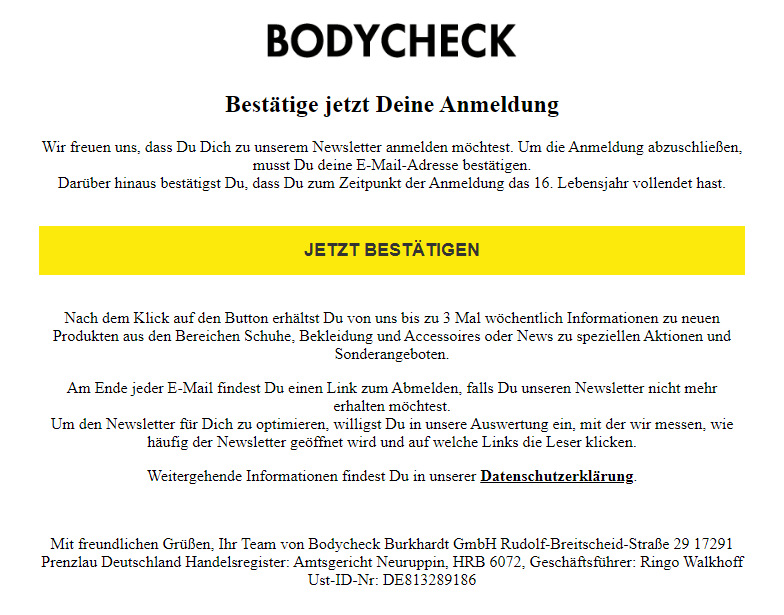 BODYCHECK
Bestätige jetzt Deine Anmeldung
Wir freuen uns, dass Du Dich zu unserem Newsletter anmelden möchtest. Um die Anmeldung abzuschließen,
musst Du deine E-Mail-Adresse bestätigen.
Darüber hinaus bestätigst Du, dass Du zum Zeitpunkt der Anmeldung das 16. Lebensjahr vollendet hast.
JETZT BESTÄTIGEN
Nach dem Klick auf den Button erhältst Du von uns bis zu 3 Mal wöchentlich Informationen zu neuen
Produkten aus den Bereichen Schuhe, Bekleidung und Accessoires oder News zu speziellen Aktionen und
Sonderangeboten.
Am Ende jeder E-Mail findest Du einen Link zum Abmelden, falls Du unseren Newsletter nicht mehr
erhalten möchtest.
Um den Newsletter für Dich zu optimieren, willigst Du in unsere Auswertung ein, mit der wir messen, wie
häufig der Newsletter geöffnet wird und auf welche Links die Leser klicken.
Weitergehende Informationen findest Du in unserer Datenschutzerklärung.
Mit freundlichen Grüßen, Ihr Team von Bodycheck Burkhardt GmbH Rudolf-Breitscheid-Straße 29 17291
Prenzlau Deutschland Handelsregister: Amtsgericht Neuruppin, HRB 6072, Geschäftsführer: Ringo Walkhoff
Ust-ID-Nr: DE813289186